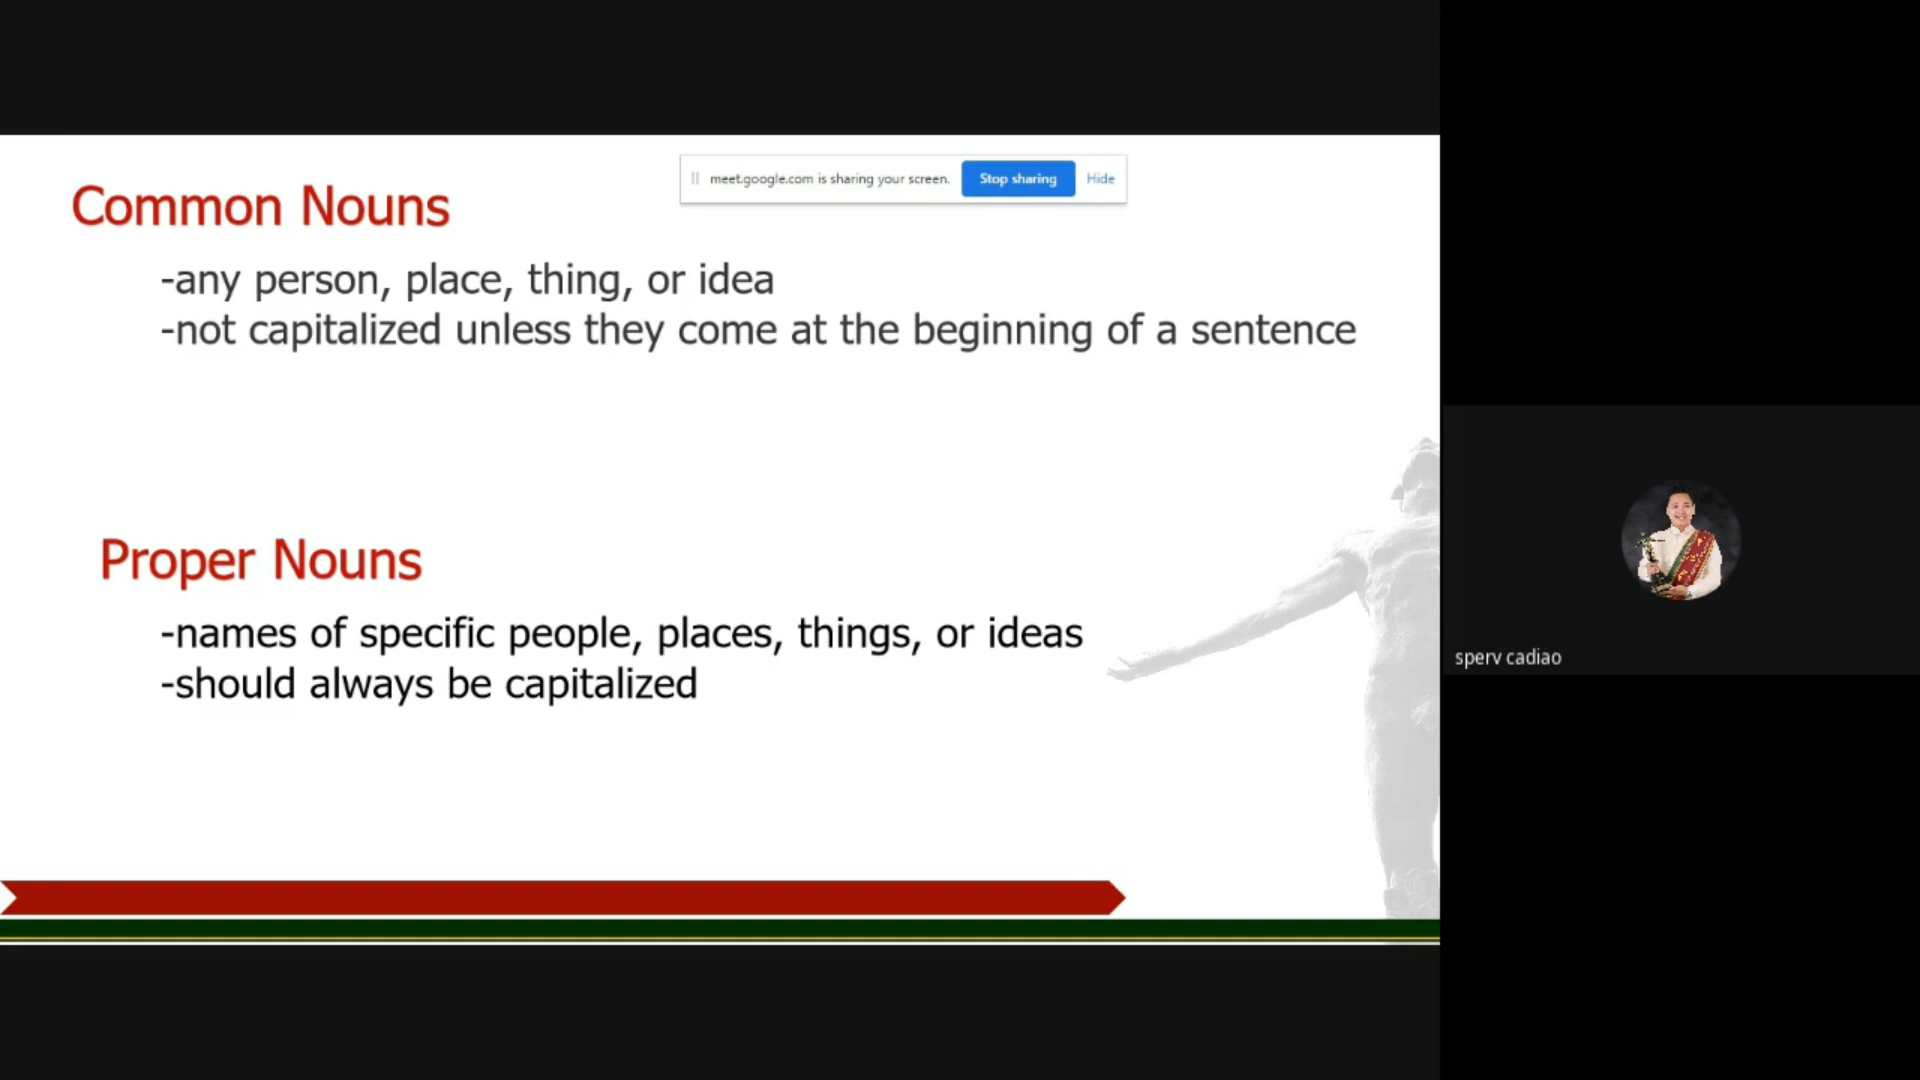 meet.google.com is sharing your screen. Stop sharing Hide
Common Nouns
-any person, place, thing, or idea
-not capitalized unless they come at the beginning of a sentence
Proper Nouns
-names of specific people, places, things, or ideas
-should always be capitalized
sperv cadiao